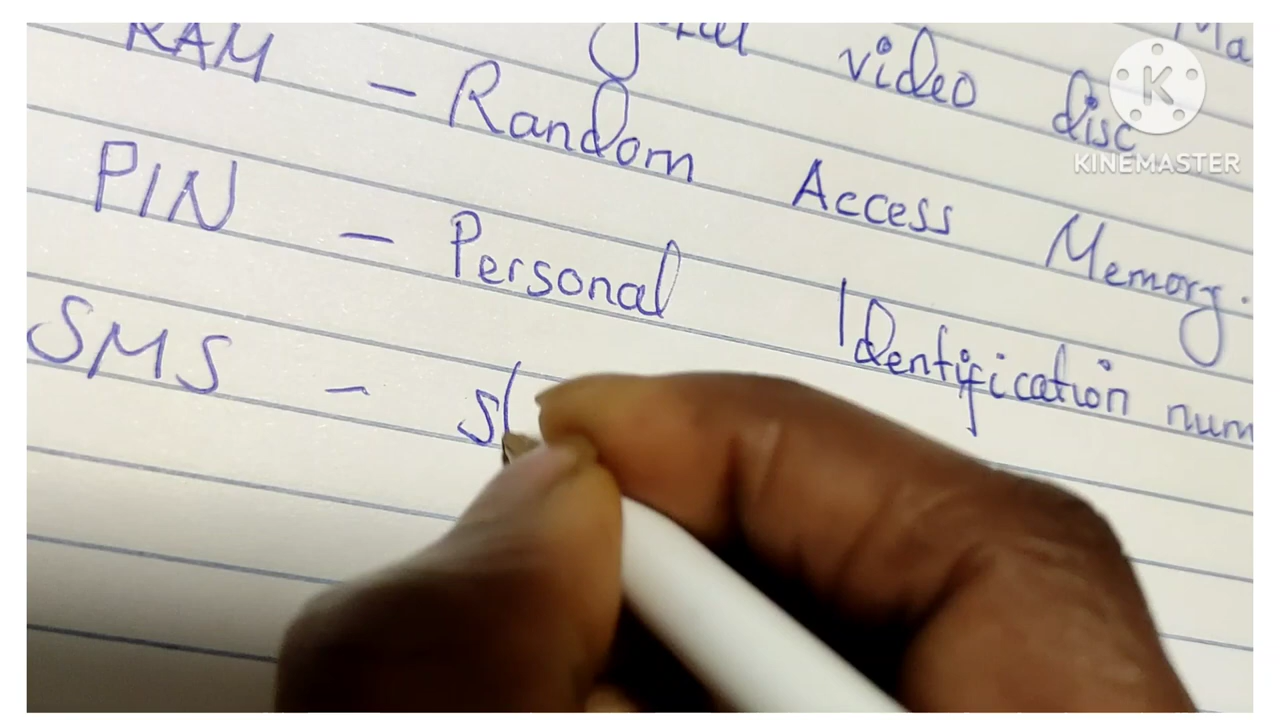 video disc
RAM - Random Access Memory.
PIN - Personal Identification num
SMS - s
K
KINEMASTER